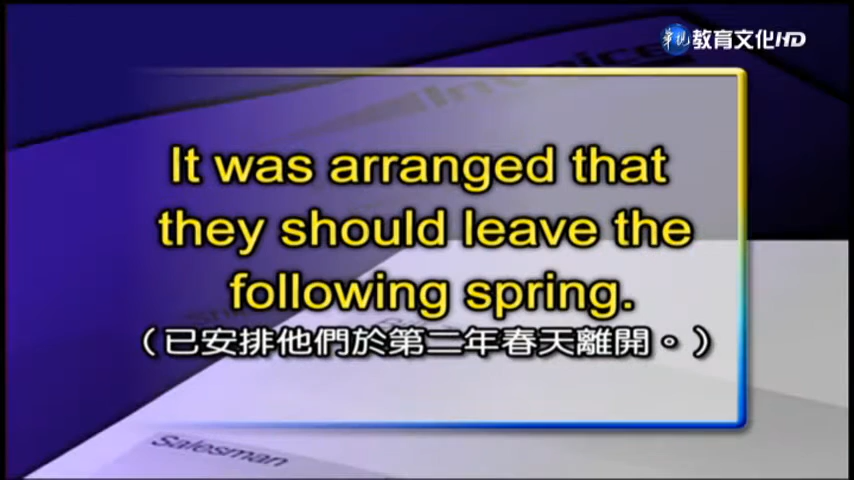 華視 教育文化HD
Invoice
It was arranged that
they should leave the
following spring.
（已安排他們於第二年春天離開。）
Salesman